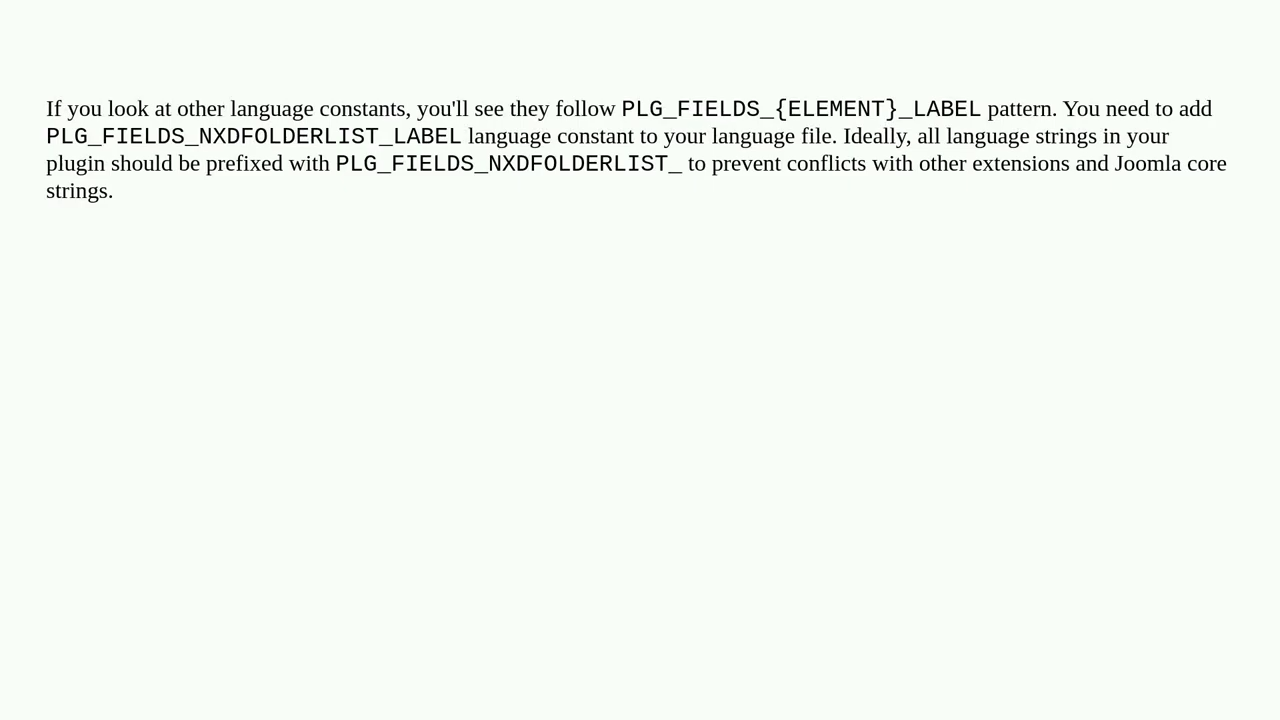 If you look at other language constants, you'll see they follow PLG_FIELDS_{ELEMENT}_LABEL pattern. You need to add
PLG_FIELDS_NXDFOLDERLIST_LABEL language constant to your language file. Ideally, all language strings in your
plugin should be prefixed with PLG_FIELDS_NXDFOLDERLIST_ to prevent conflicts with other extensions and Joomla core
strings.